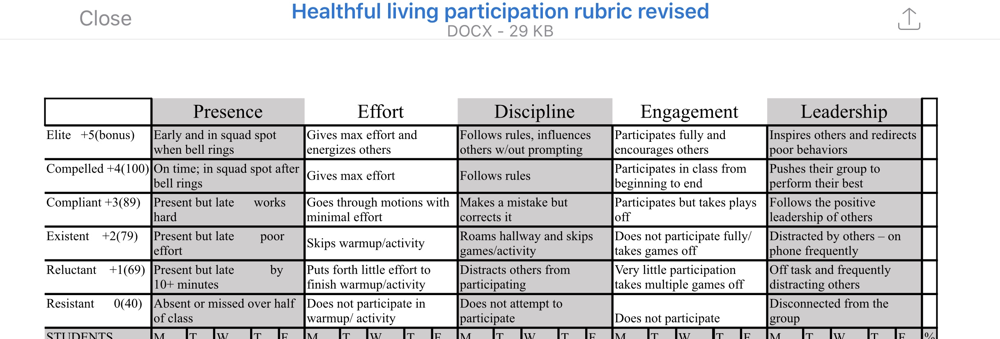 Close
Healthful living participation rubric revised
DOCX - 29 KB
Presence Effort Discipline Engagement Leadership
Elite +5(bonus)
Early and in squad spot
when bell rings
Gives max effort and
energizes others
Follows rules, influences
others w/out prompting
Participates fully and
encourages others
Inspires others and redirects
poor behaviors
Compelled +4(100)
On time; in squad spot after
bell rings
Gives max effort
Follows rules
Participates in class from
beginning to end
Pushes their group to
perform their best
Compliant +3(89)
Present but late works
hard
Goes through motions with
minimal effort
Makes a mistake but
corrects it
Participates but takes plays
off
Follows the positive
leadership of others
Existent +2(79)
Present but late poor
effort
Skips warmup/activity
Roams hallway and skips
games/activity
Does not participate fully/
takes games off
Distracted by others – on
phone frequently
Reluctant +1(69)
Present but late by
10+ minutes
Puts forth little effort to
finish warmup/activity
Distracts others from
participating
Very little participation
takes multiple games off
Off task and frequently
distracting others
Resistant 0(40)
Absent or missed over half
of class
Does not participate in
warmup/ activity
Does not attempt to
participate
Does not participate
Disconnected from the
group
STUDENTS M T W T F M T W T F M T W T F M T W T F M T W T F %